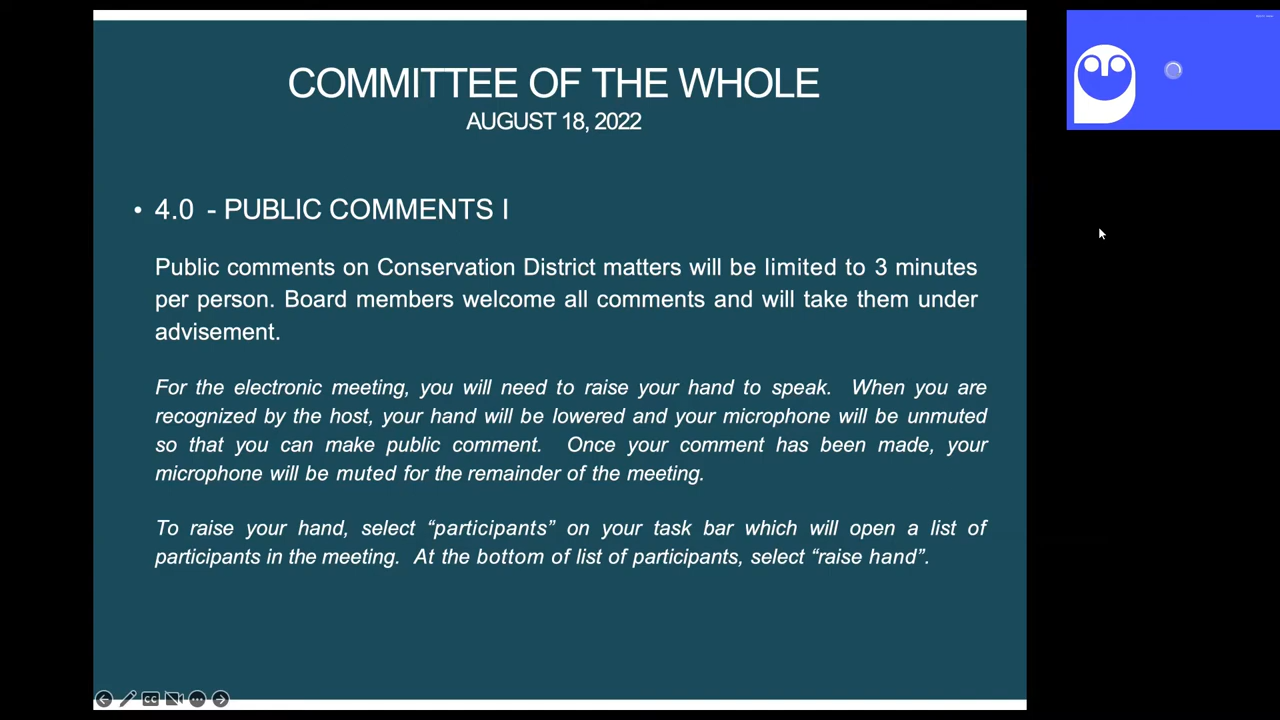 COMMITTEE OF THE WHOLE
AUGUST 18, 2022
• 4.0 - PUBLIC COMMENTS I
Public comments on Conservation District matters will be limited to 3 minutes
per person. Board members welcome all comments and will take them under
advisement.
For the electronic meeting, you will need to raise your hand to speak. When you are
recognized by the host, your hand will be lowered and your microphone will be unmuted
so that you can make public comment. Once your comment has been made, your
microphone will be muted for the remainder of the meeting.
To raise your hand, select “participants” on your task bar which will open a list of
participants in the meeting. At the bottom of list of participants, select “raise hand”.
CC